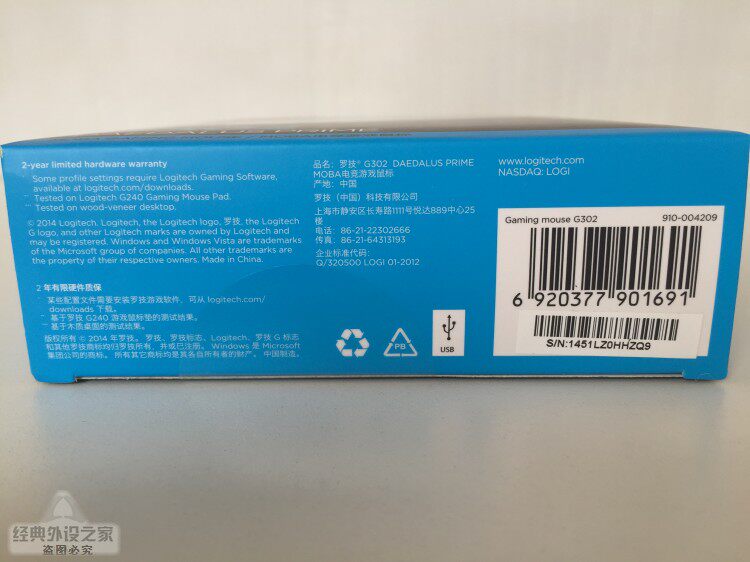 DAEDALUS PRIME
2-year limited hardware warranty
Some profile settings require Logitech Gaming Software,
available at logitech.com/downloads.
Tested on Logitech G240 Gaming Mouse Pad.
Tested on wood-veneer desktop.
© 2014 Logitech. Logitech, the Logitech logo, 罗技, the Logitech
G logo, and other Logitech marks are owned by Logitech and
may be registered. Windows and Windows Vista are trademarks
of the Microsoft group of companies. All other trademarks are
the property of their respective owners. Made in China.
2 年有限硬件质保
某些配置文件需要安装罗技游戏软件，可从 logitech.com/
downloads 下载。
基于罗技 G240 游戏鼠标垫的测试结果。
基于木质桌面的测试结果。
版权所有 © 2014 年罗技。 罗技、罗技标志、Logitech、罗技 G 标志
和其他罗技商标均归罗技所有，并或已注册。 Windows 是 Microsoft
集团公司的商标。 所有其它商标均是其各自所有者的财产。 中国制造。
品名：罗技® G302 DAEDALUS PRIME
MOBA电竞游戏鼠标
产地：中国
罗技（中国）科技有限公司
上海市静安区长寿路1111号悦达889中心25
楼
电话：86-21-22302666
传真：86-21-64313193
企业标准代码：
Q/320500 LOGI 01-2012
PB
USB
www.logitech.com
NASDAQ: LOGI
Gaming mouse G302 910-004209
6 920377 901691
S/N:1451LZ0HHZQ9
经典外设之家
盗图必究